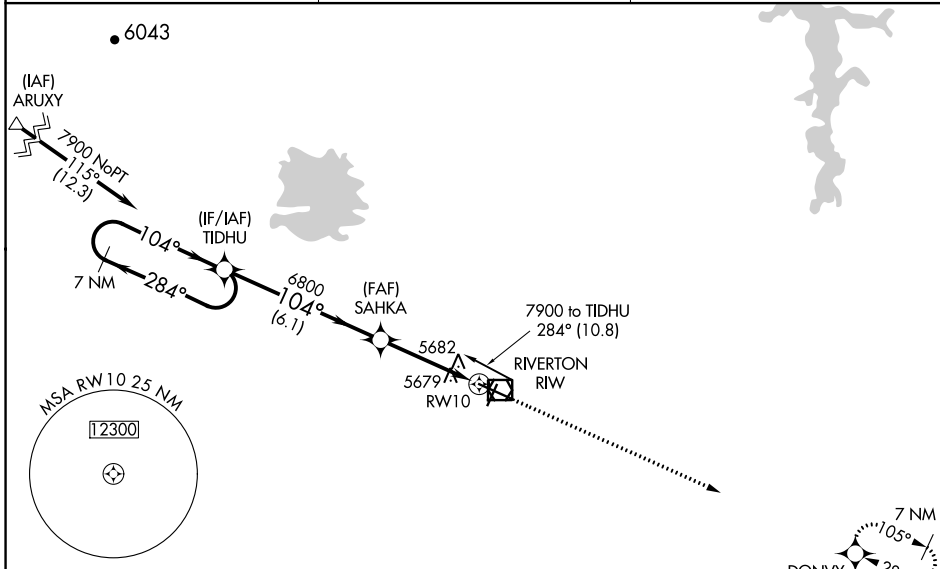 6043
(IAF)
ARUXY
7900 NoPT
115°
(12.3)
(IF/IAF)
TIDHU
104°
7 NM
284°
6800
104°
(6.1)
(FAF)
SAHKA
7900 to TIDHU
284° (10.8)
5682
5679
RW10
RIVERTON
RIW
MSA RW10 25 NM
12300
7 NM
105°